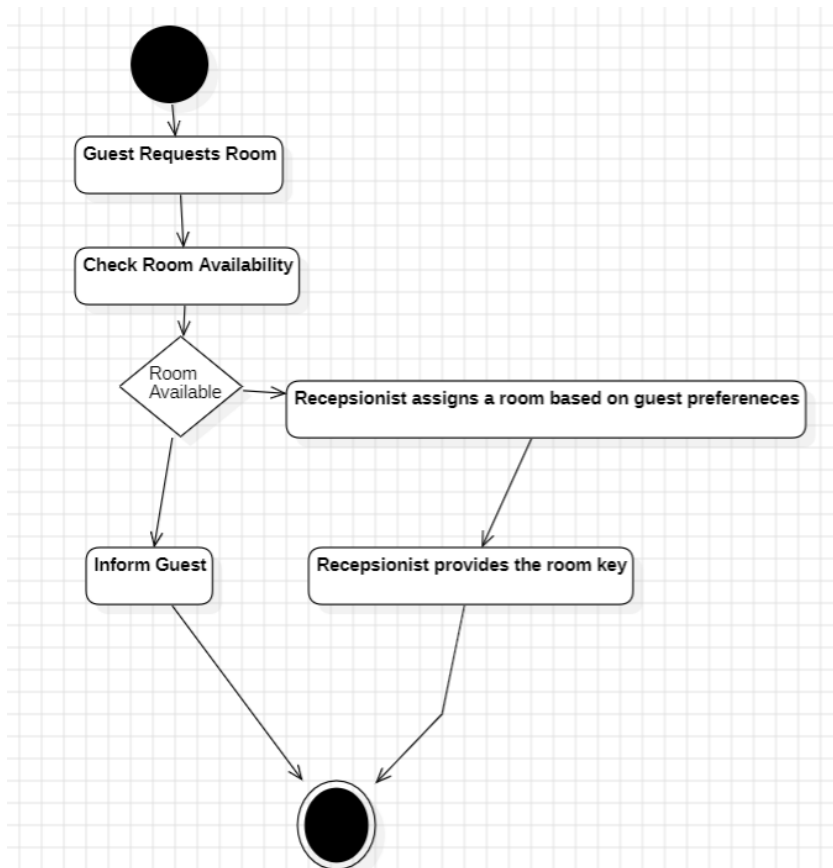 Guest Requests Room
Check Room Availability
Room
Available
Recepsionist assigns a room based on guest prefereneces
Inform Guest
Recepsionist provides the room key